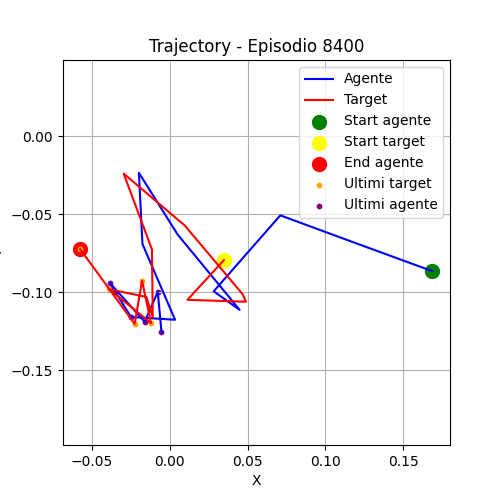 Trajectory - Episodio 8400
Agente
Target
Start agente
Start target
End agente
Ultimi target
Ultimi agente
0.00
−0.05
−0.10
−0.15
−0.05
0.00
0.05
0.10
0.15
X